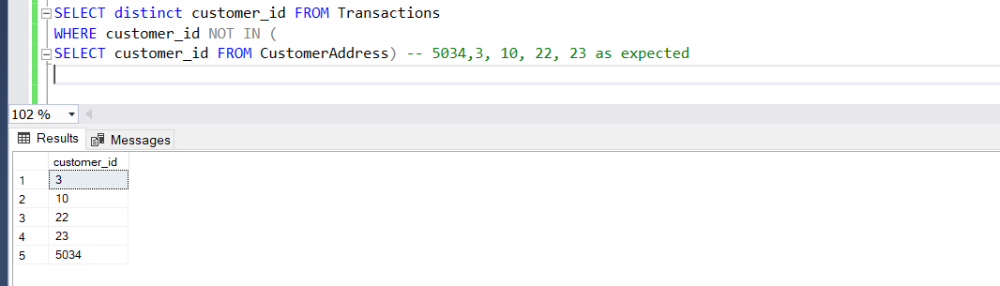 SELECT distinct customer_id FROM Transactions
WHERE customer_id NOT IN (
SELECT customer_id FROM CustomerAddress) -- 5034,3, 10, 22, 23 as expected
102 %
Results Messages
customer_id
1 3
2 10
3 22
4 23
5 5034